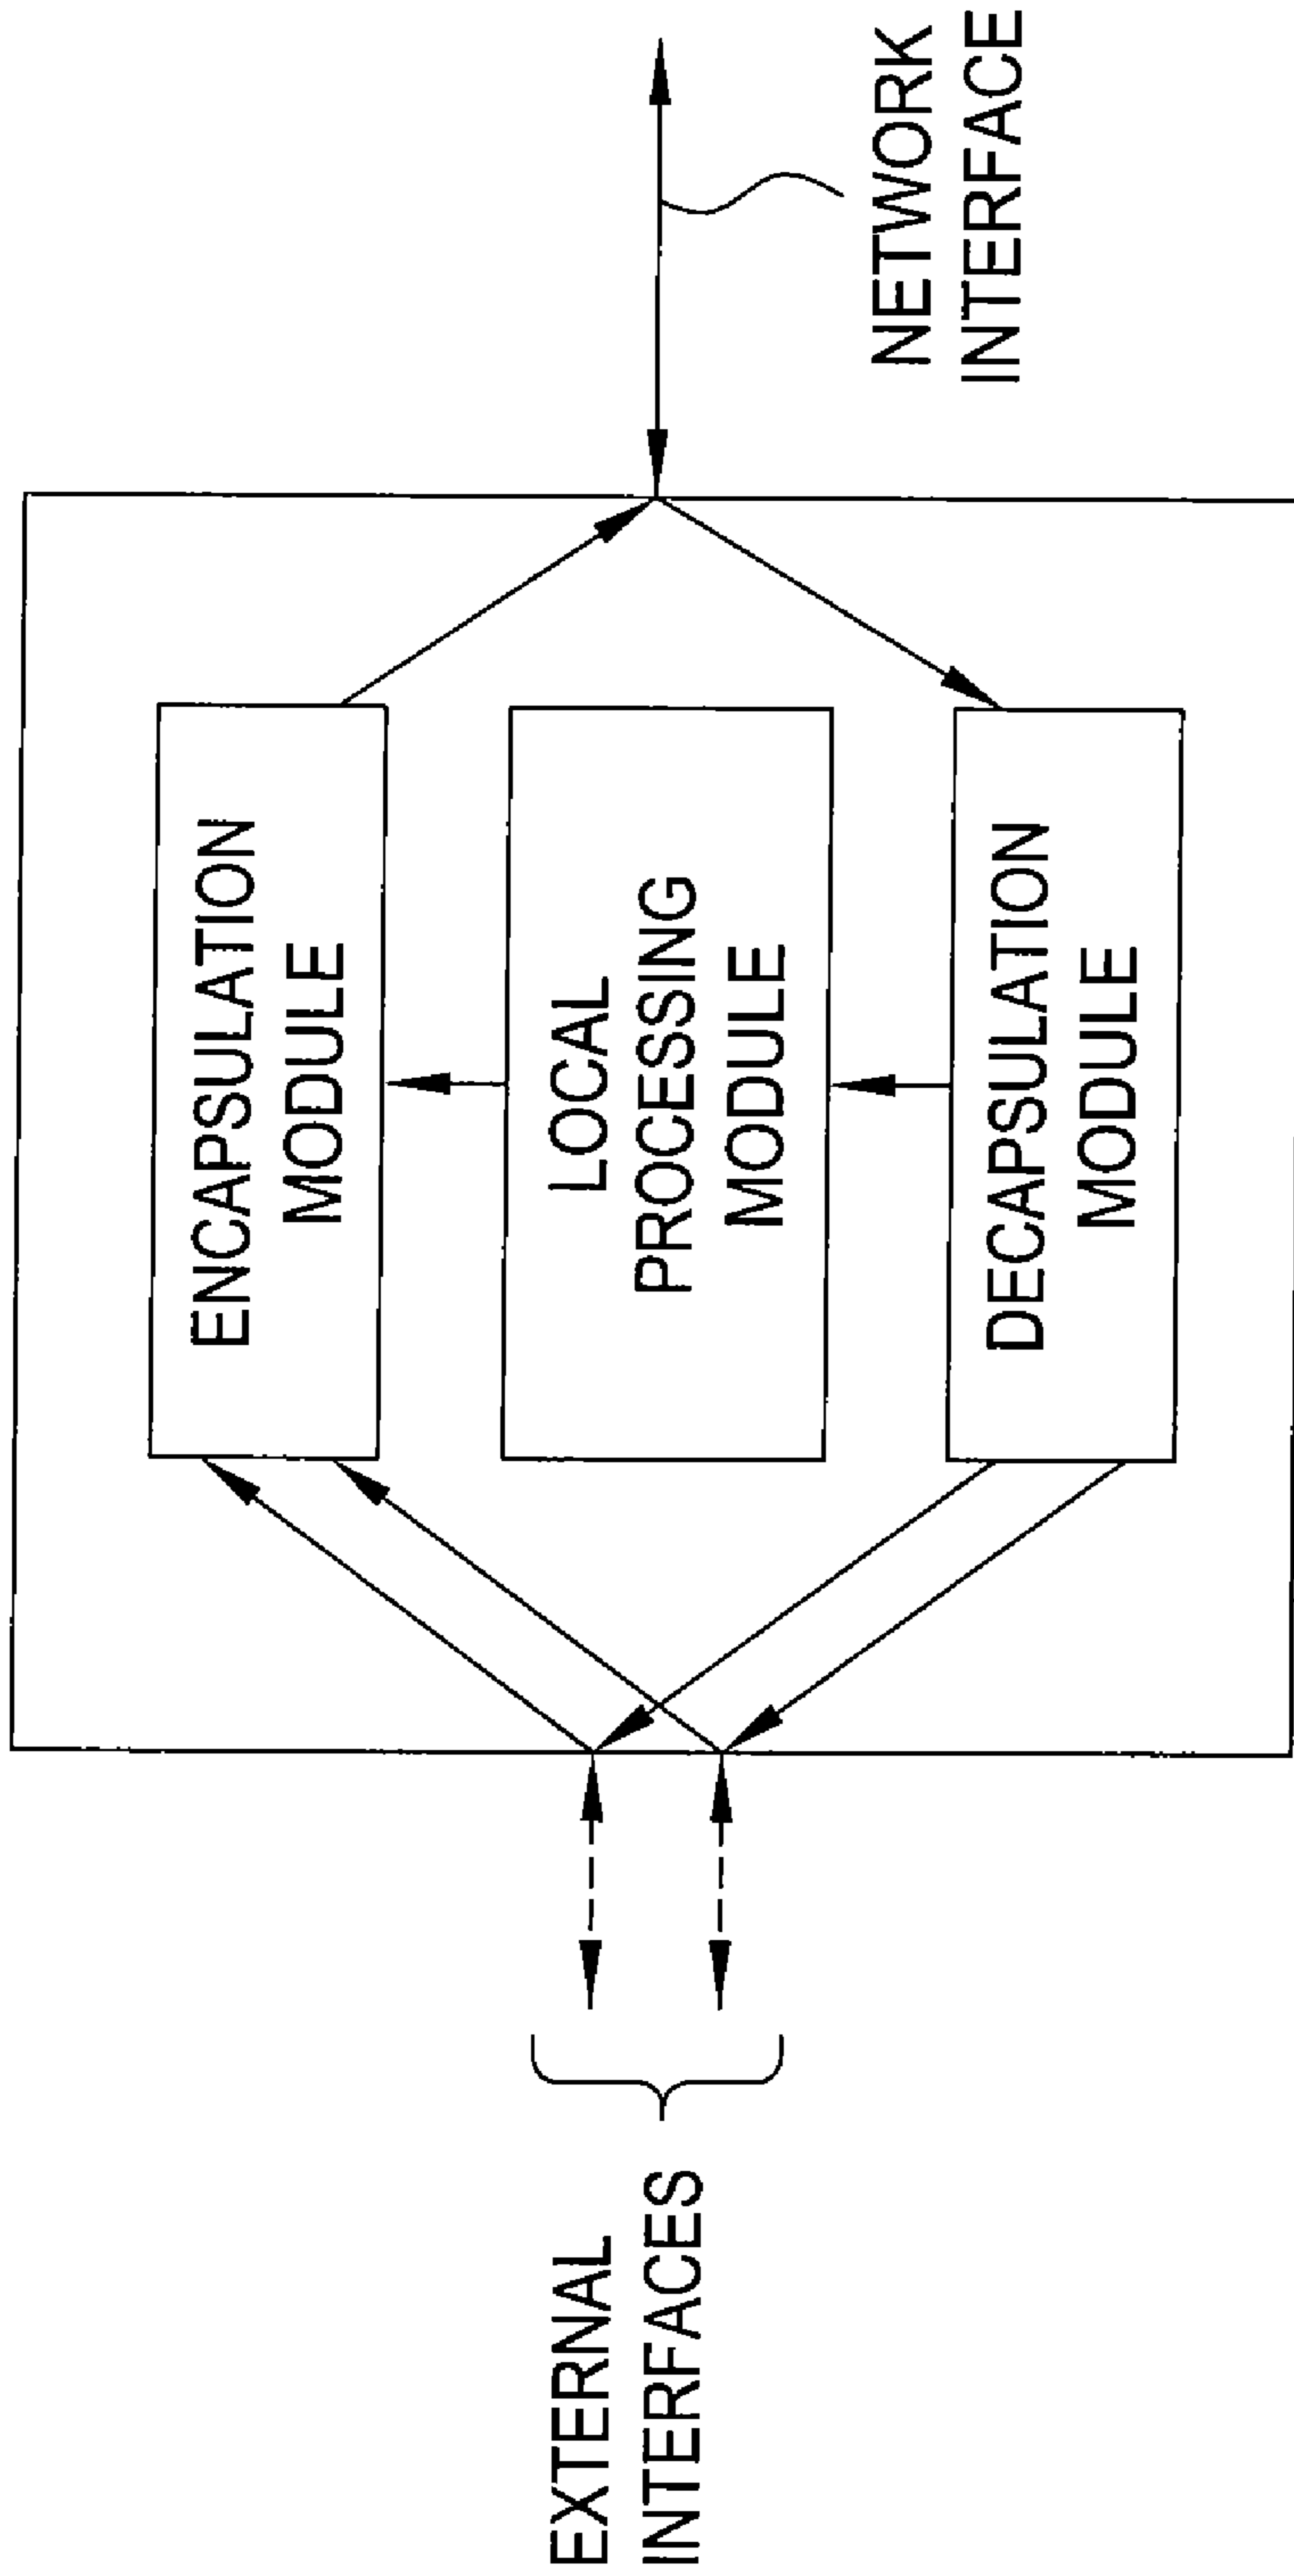 EXTERNAL
INTERFACES
ENCAPSULATION
MODULE
LOCAL
PROCESSING
MODULE
DECAPSULATION
MODULE
NETWORK
INTERFACE